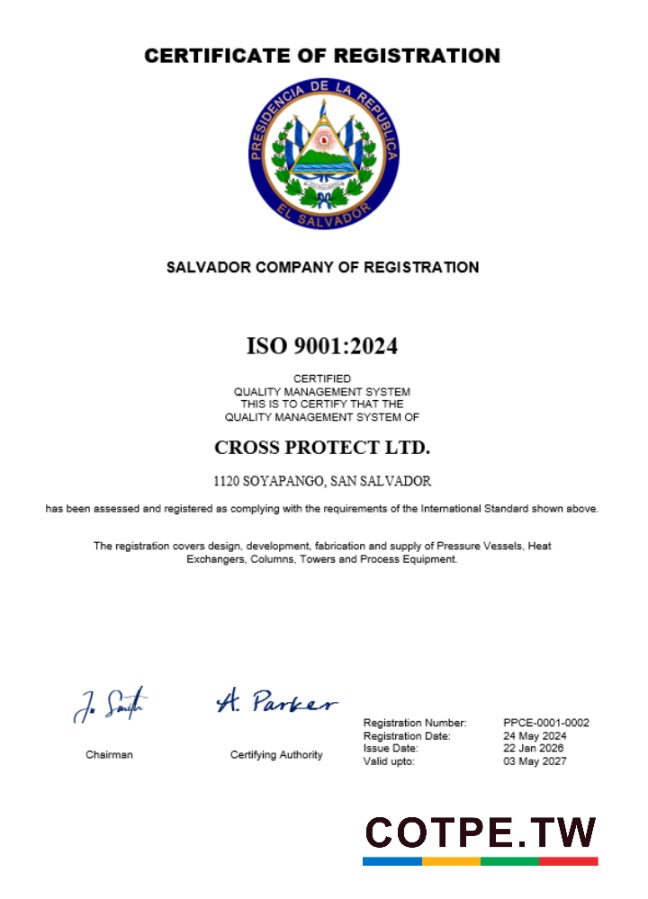 CERTIFICATE OF REGISTRATION
PRESIDENCIA DE LA REPUBLICA
EL SALVADOR
SALVADOR COMPANY OF REGISTRATION
ISO 9001:2024
CERTIFIED
QUALITY MANAGEMENT SYSTEM
THIS IS TO CERTIFY THAT THE
QUALITY MANAGEMENT SYSTEM OF
CROSS PROTECT LTD.
1120 SOYAPANGO, SAN SALVADOR
has been assessed and registered as complying with the requirements of the International Standard shown above.
The registration covers design, development, fabrication and supply of Pressure Vessels, Heat
Exchangers, Columns, Towers and Process Equipment.
J. Smith
A. Parker
Chairman
Certifying Authority
Registration Number: PPCE-0001-0002
Registration Date: 24 May 2024
Issue Date: 22 Jan 2026
Valid upto: 03 May 2027
COTPE.TW